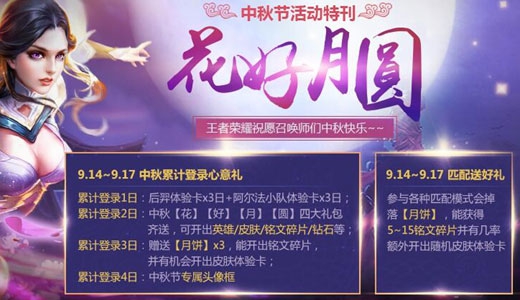 中秋节活动特刊
花好月圆
王者荣耀祝愿召唤师们中秋快乐~~
9.14~9.17 中秋累计登录心意礼
累计登录1日：后羿体验卡x3日+阿尔法小队体验卡x3日；
累计登录2日：中秋【花】【好】【月】【圆】四大礼包
齐送，可开出英雄/皮肤/铭文碎片/钻石等；
累计登录3日：赠送【月饼】x3，能开出铭文碎片，
并有机会开出皮肤体验卡；
累计登录4日：中秋节专属头像框
9.14~9.17 匹配送好礼
参与各种匹配模式会掉
落【月饼】，能获得
5~15铭文碎片并有几率
额外开出随机皮肤体验卡